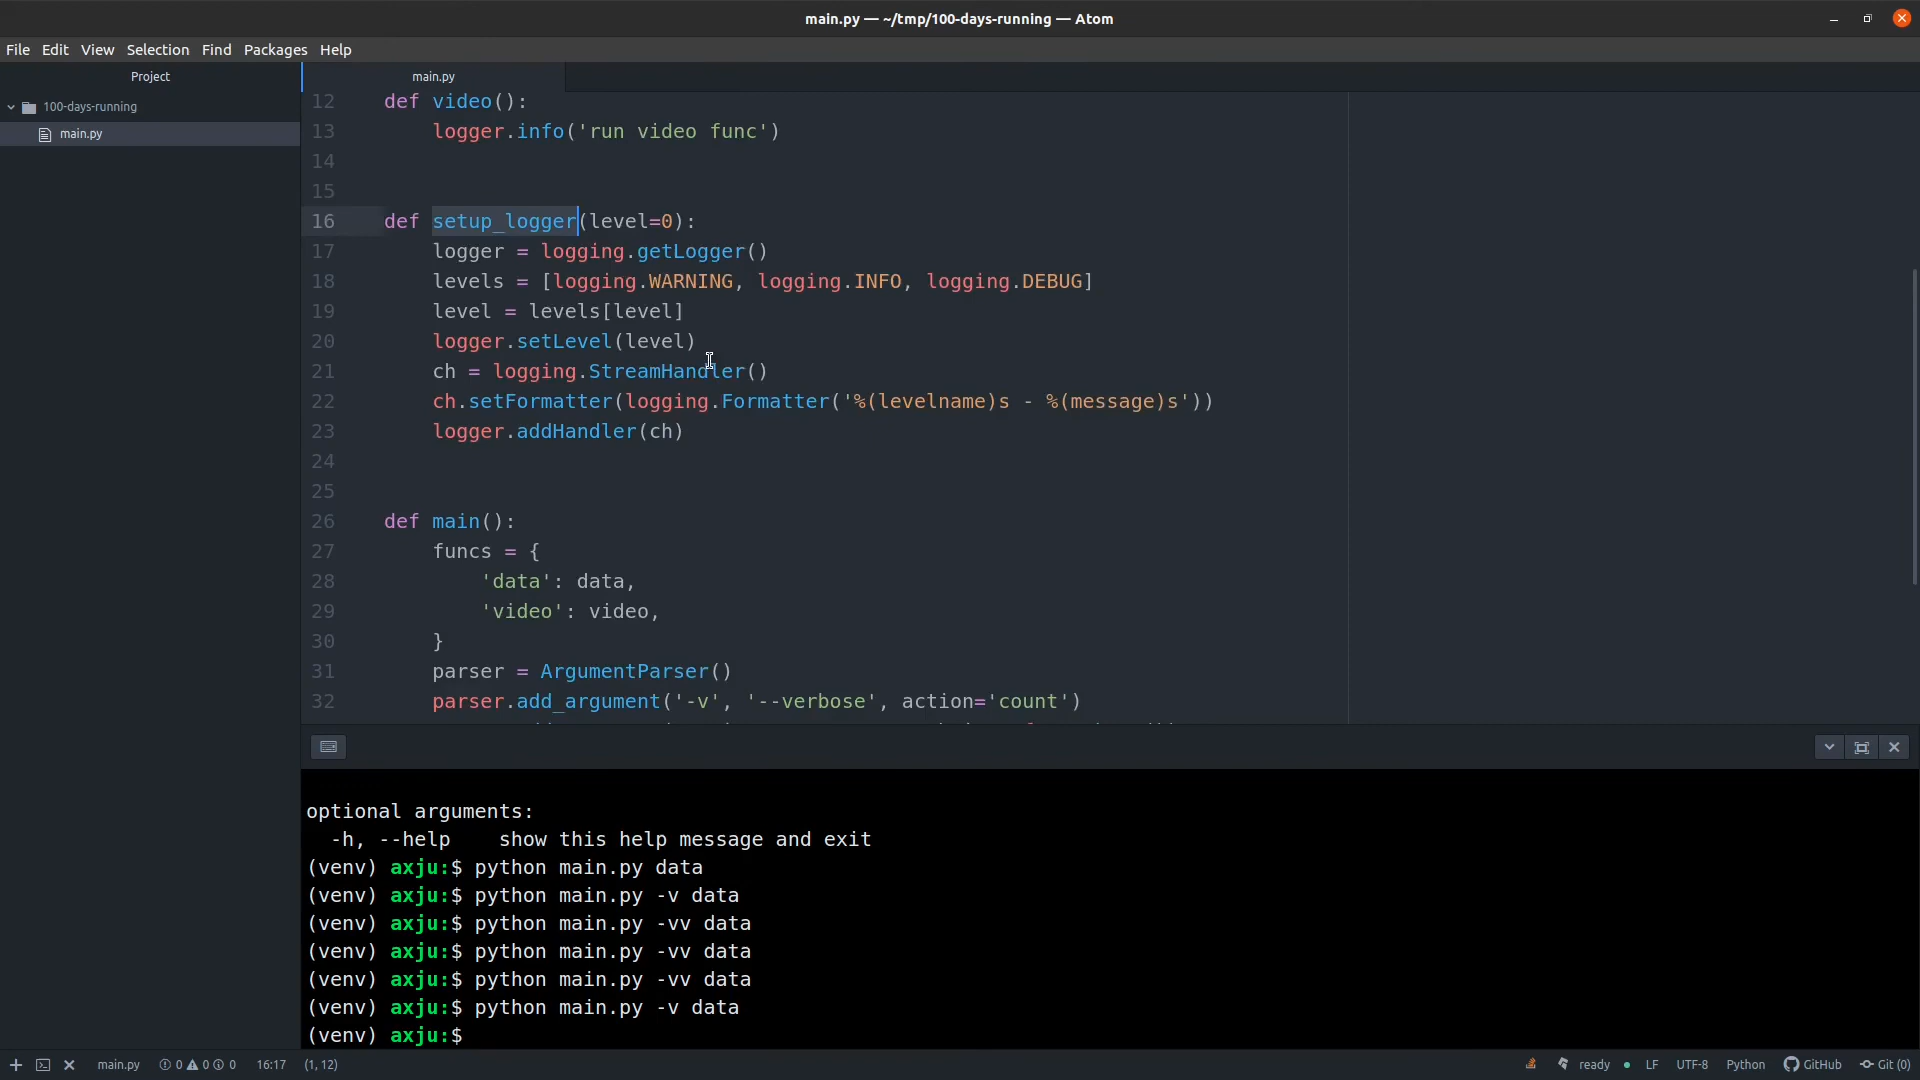 main.py — ~/tmp/100-days-running — Atom
File Edit View Selection Find Packages Help
Project
main.py
100-days-running
main.py
12 def video():
13 logger.info('run video func')
14
15
16 def setup_logger(level=0):
17 logger = logging.getLogger()
18 levels = [logging.WARNING, logging.INFO, logging.DEBUG]
19 level = levels[level]
20 logger.setLevel(level)
21 ch = logging.StreamHandler()
22 ch.setFormatter(logging.Formatter('%(levelname)s - %(message)s'))
23 logger.addHandler(ch)
24
25
26 def main():
27 funcs = {
28 'data': data,
29 'video': video,
30 }
31 parser = ArgumentParser()
32 parser.add_argument('-v', '--verbose', action='count')
optional arguments:
-h, --help show this help message and exit
(venv) axju:$ python main.py data
(venv) axju:$ python main.py -v data
(venv) axju:$ python main.py -vv data
(venv) axju:$ python main.py -vv data
(venv) axju:$ python main.py -vv data
(venv) axju:$ python main.py -v data
(venv) axju:$
main.py 0 0 0 16:17 (1, 12) ready LF UTF-8 Python GitHub Git (0)